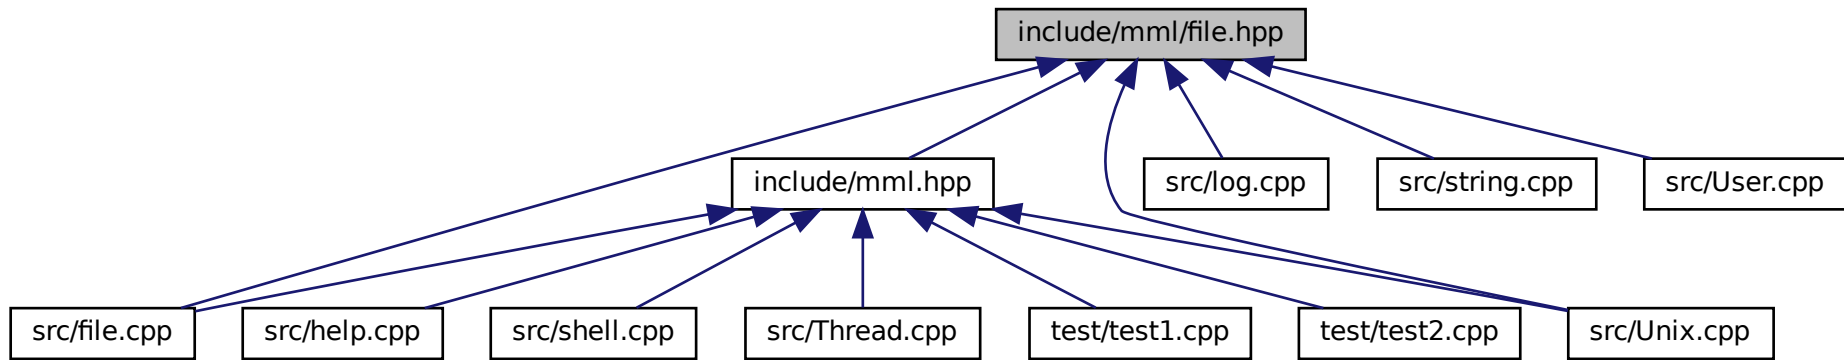 include/mml/file.hpp
include/mml.hpp
src/log.cpp
src/string.cpp
src/User.cpp
src/file.cpp
src/help.cpp
src/shell.cpp
src/Thread.cpp
test/test1.cpp
test/test2.cpp
src/Unix.cpp